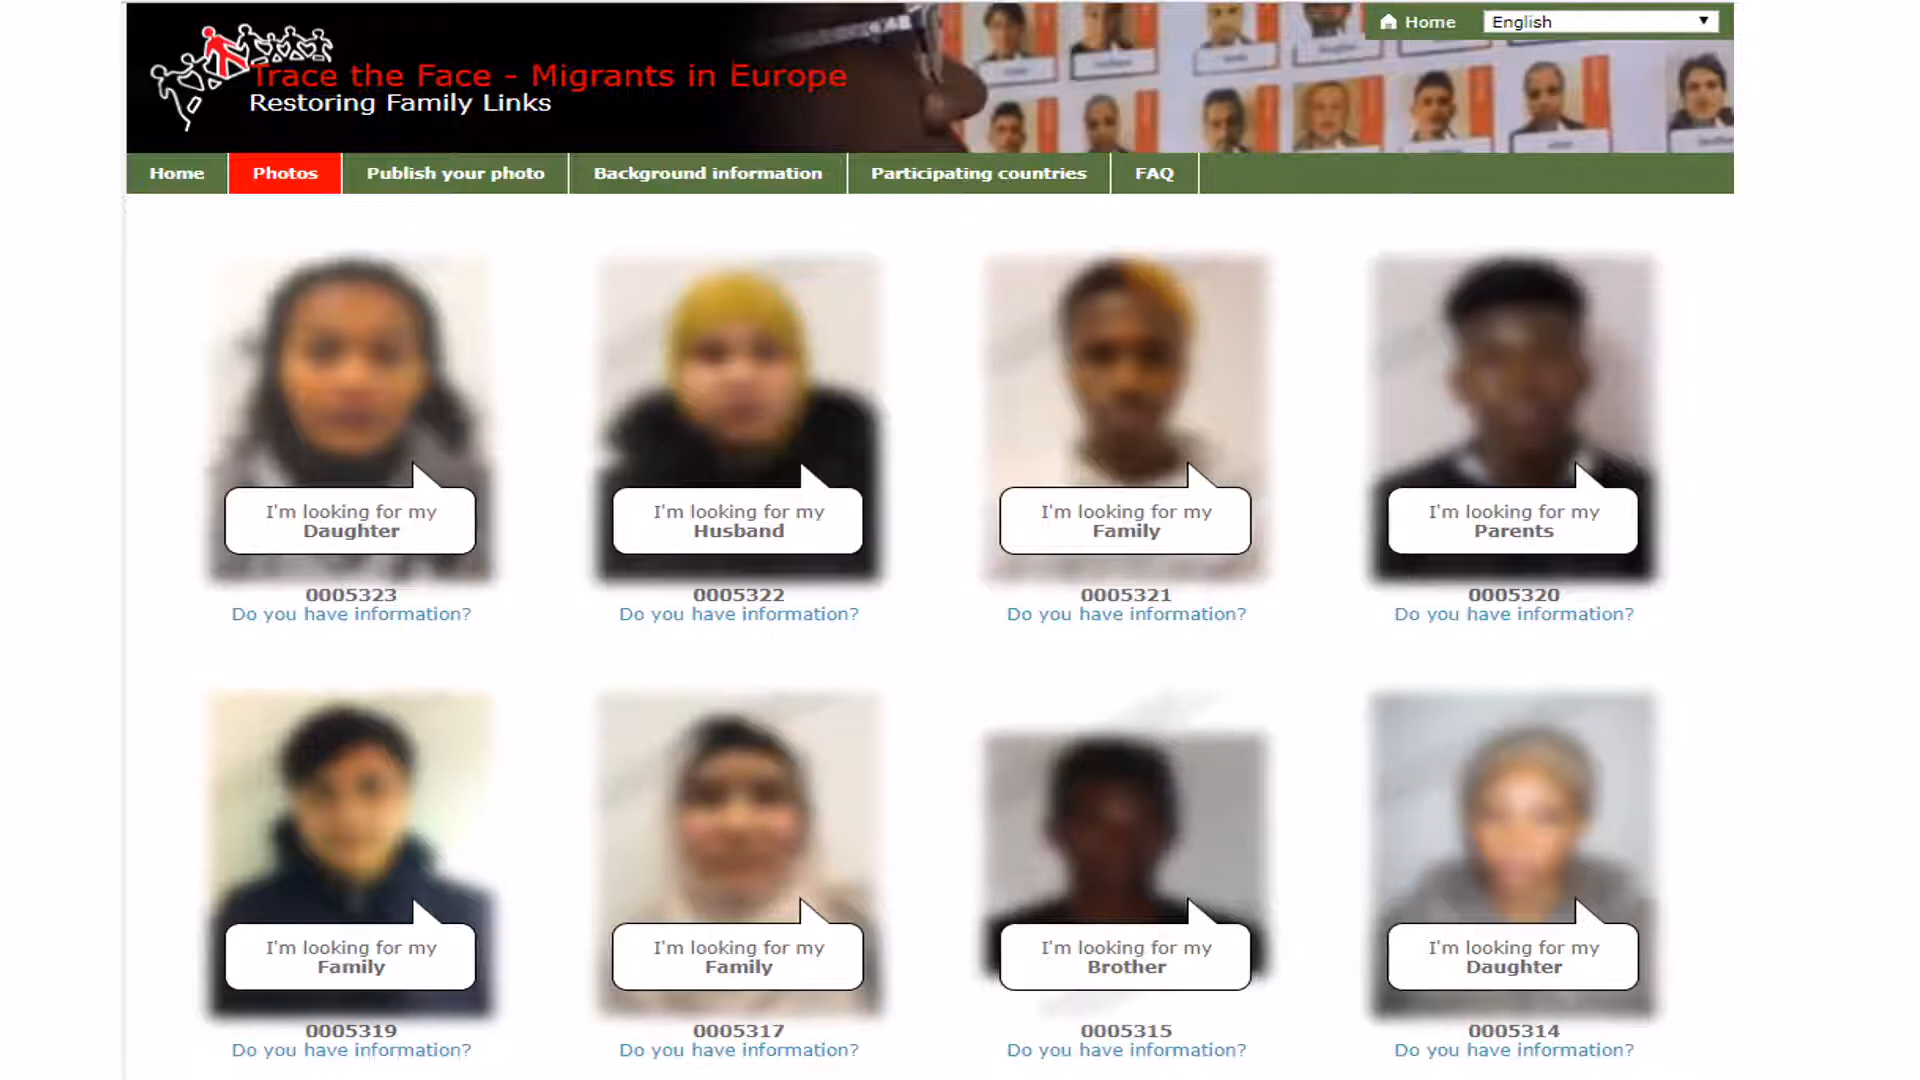 Home
English
Trace the Face - Migrants in Europe
Restoring Family Links
Home
Photos
Publish your photo
Background information
Participating countries
FAQ
I'm looking for my
Daughter
0005323
Do you have information?
I'm looking for my
Husband
0005322
Do you have information?
I'm looking for my
Family
0005321
Do you have information?
I'm looking for my
Parents
0005320
Do you have information?
I'm looking for my
Family
0005319
Do you have information?
I'm looking for my
Family
0005317
Do you have information?
I'm looking for my
Brother
0005315
Do you have information?
I'm looking for my
Daughter
0005314
Do you have information?